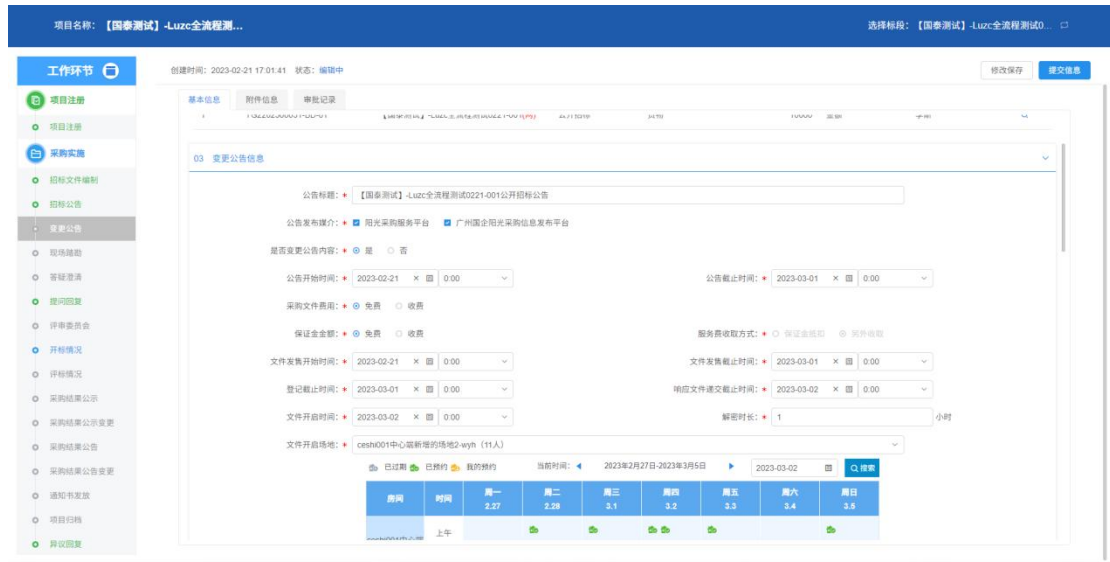 项目名称: 【国泰测试】-Luzc全流程测...
选择标段: 【国泰测试】-Luzc全流程测试0...
工作环节
创建时间: 2023-02-21 17:01:41 状态: 编辑中
修改保存 提交信息
项目注册
项目注册
采购实施
招标文件编制
招标公告
变更公告
现场踏勘
答疑澄清
提问回复
评审委员会
开标情况
评标情况
采购结果公示
采购结果公示变更
采购结果公告
采购结果公告变更
通知书发放
项目归档
异议回复
基本信息 附件信息 审批记录
03 变更公告信息
公告标题: * 【国泰测试】-Luzc全流程测试0221-001公开招标公告
公告发布媒介: * 阳光采购服务平台 广州国企阳光采购信息发布平台
是否变更公告内容: * 是 否
公告开始时间: * 2023-02-21 × 0:00 公告截止时间: * 2023-03-01 × 0:00
采购文件费用: * 免费 收费
保证金金额: * 免费 收费 服务费收取方式: * 保证金抵扣 另外收取
文件发售开始时间: * 2023-02-21 × 0:00 文件发售截止时间: * 2023-03-01 × 0:00
登记截止时间: * 2023-03-01 × 0:00 响应文件递交截止时间: * 2023-03-02 × 0:00
文件开启时间: * 2023-03-02 × 0:00 解密时长: * 1 小时
文件开启场地: * ceshi001中心端新增的场地2-wyh（11人）
已过期 已预约 我的预约 当前时间: 2023年2月27日-2023年3月5日 2023-03-02 搜索
房间 时间 周一 周二 周三 周四 周五 周六 周日
2.27 2.28 3.1 3.2 3.3 3.4 3.5
上午